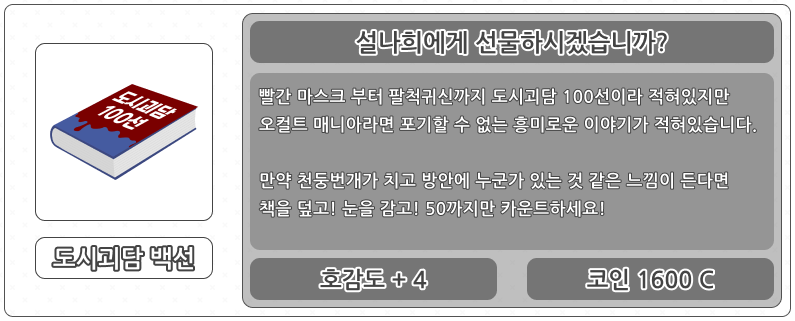 설나희에게 선물하시겠습니까?
도시괴담
100선
빨간 마스크 부터 팔척귀신까지 도시괴담 100선이라 적혀있지만
오컬트 매니아라면 포기할 수 없는 흥미로운 이야기가 적혀있습니다.
만약 천둥번개가 치고 방안에 누군가 있는 것 같은 느낌이 든다면
책을 덮고! 눈을 감고! 50까지만 카운트하세요!
도시괴담 백선
호감도 + 4
코인 1600 C